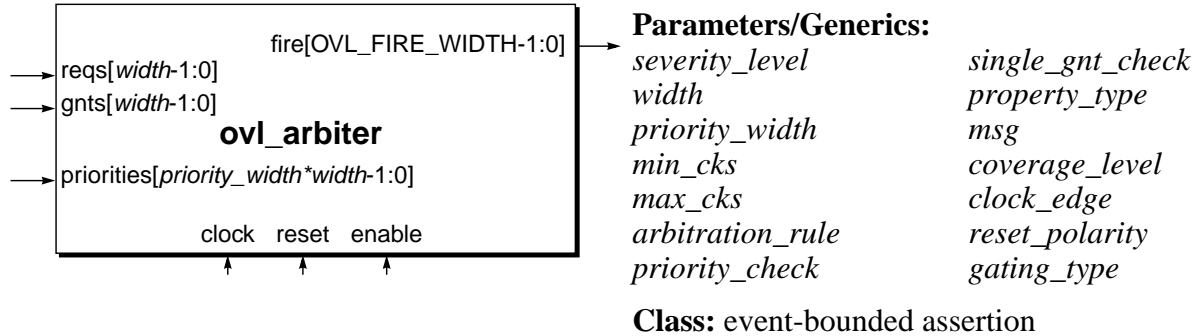 fire[OVL_FIRE_WIDTH-1:0]
reqs[width-1:0]
gnts[width-1:0]
ovl_arbiter
priorities[priority_width*width-1:0]
clock reset enable
Parameters/Generics:
severity_level single_gnt_check
width property_type
priority_width msg
min_cks coverage_level
max_cks clock_edge
arbitration_rule reset_polarity
priority_check gating_type
Class: event-bounded assertion